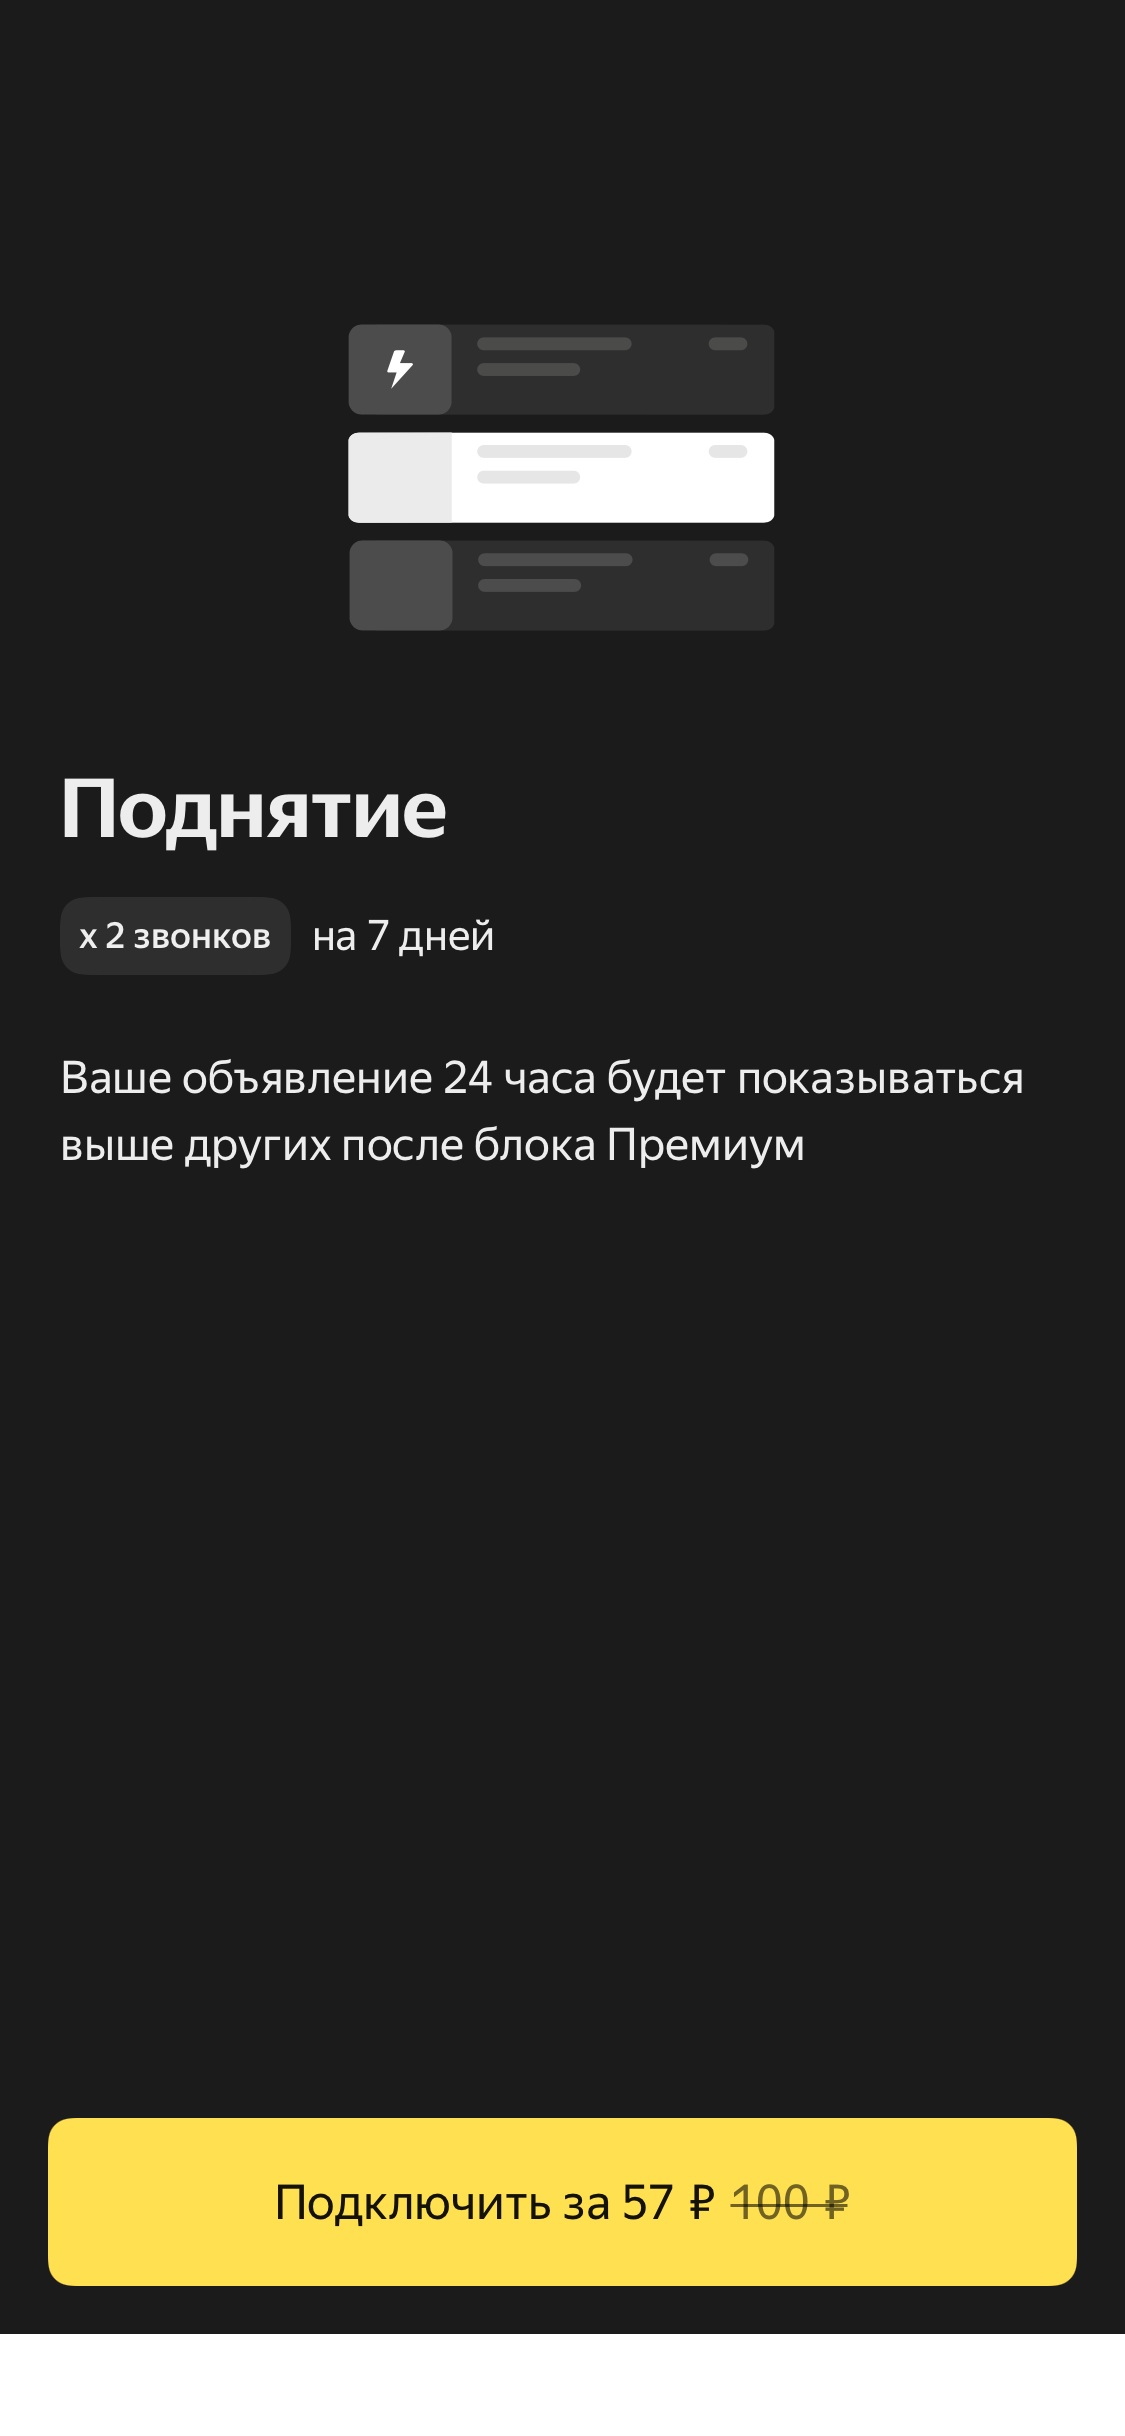 Поднятие
x 2 звонков на 7 дней
Ваше объявление 24 часа будет показываться
выше других после блока Премиум
Подключить за 57 ₽ 100 ₽